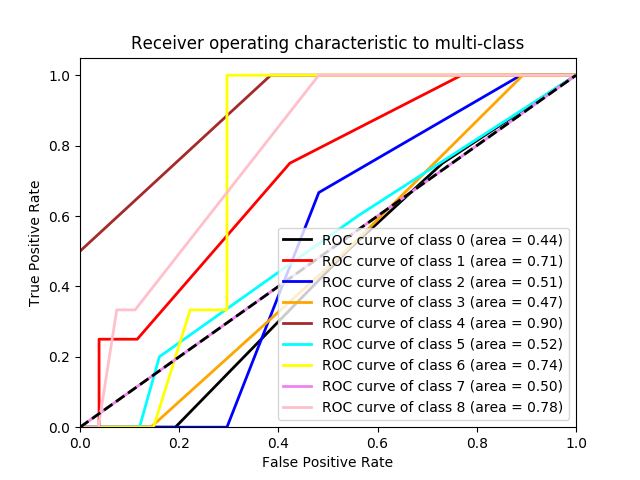 Receiver operating characteristic to multi-class
1.0
0.8
0.6
0.4
0.2
0.0
True Positive Rate
ROC curve of class 0 (area = 0.44)
ROC curve of class 1 (area = 0.71)
ROC curve of class 2 (area = 0.51)
ROC curve of class 3 (area = 0.47)
ROC curve of class 4 (area = 0.90)
ROC curve of class 5 (area = 0.52)
ROC curve of class 6 (area = 0.74)
ROC curve of class 7 (area = 0.50)
ROC curve of class 8 (area = 0.78)
0.0 0.2 0.4 0.6 0.8 1.0
False Positive Rate